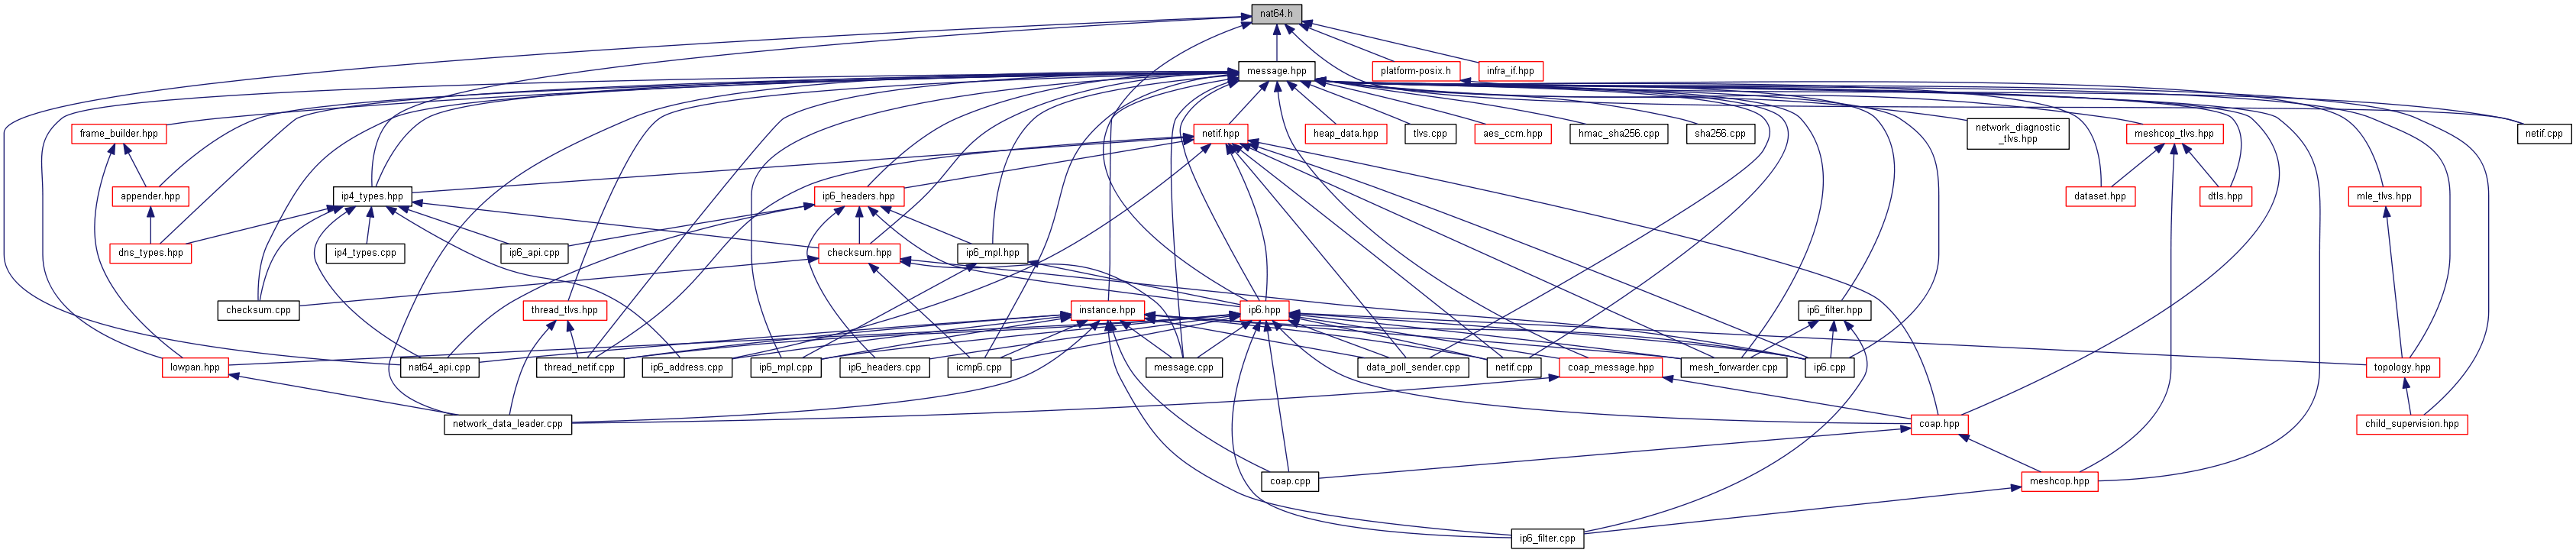 nat64.h
message.hpp
platform-posix.h
infra_if.hpp
frame_builder.hpp
netif.hpp
heap_data.hpp
tlvs.cpp
aes_ccm.hpp
hmac_sha256.cpp
sha256.cpp
network_diagnostic
_tlvs.hpp
meshcop_tlvs.hpp
netif.cpp
appender.hpp
ip4_types.hpp
ip6_headers.hpp
dataset.hpp
dtls.hpp
mle_tlvs.hpp
dns_types.hpp
ip4_types.cpp
ip6_api.cpp
checksum.hpp
ip6_mpl.hpp
checksum.cpp
thread_tlvs.hpp
instance.hpp
ip6.hpp
ip6_filter.hpp
lowpan.hpp
nat64_api.cpp
thread_netif.cpp
ip6_address.cpp
ip6_mpl.cpp
ip6_headers.cpp
icmp6.cpp
message.cpp
data_poll_sender.cpp
netif.cpp
coap_message.hpp
mesh_forwarder.cpp
ip6.cpp
topology.hpp
network_data_leader.cpp
coap.hpp
child_supervision.hpp
coap.cpp
meshcop.hpp
ip6_filter.cpp